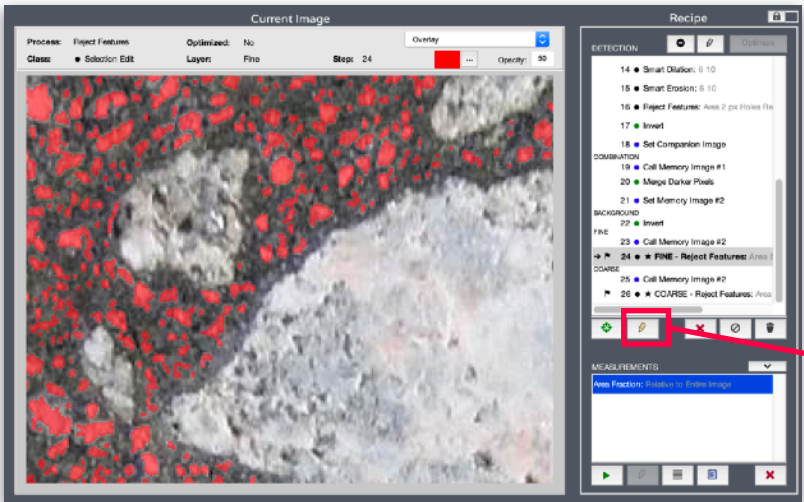 Current Image
Process: Reject Features Optimized: No Overlay
Class: Selection Edit Layer: Fine Step: 24 Opacity: 50
Recipe
DETECTION Optimize
14 Smart Dilation: 6 10
15 Smart Erosion: 6 10
16 Reject Features: Area 2 px Holes Re
17 Invert
18 Set Companion Image
COMBINATION
19 Call Memory Image #1
20 Merge Darker Pixels
21 Set Memory Image #2
BACKGROUND
22 Invert
FINE
23 Call Memory Image #2
24 ★ FINE - Reject Features: Area
COARSE
25 Call Memory Image #2
26 ★ COARSE - Reject Features: Area
MEASUREMENTS
Area Fraction: Relative to Entire Image